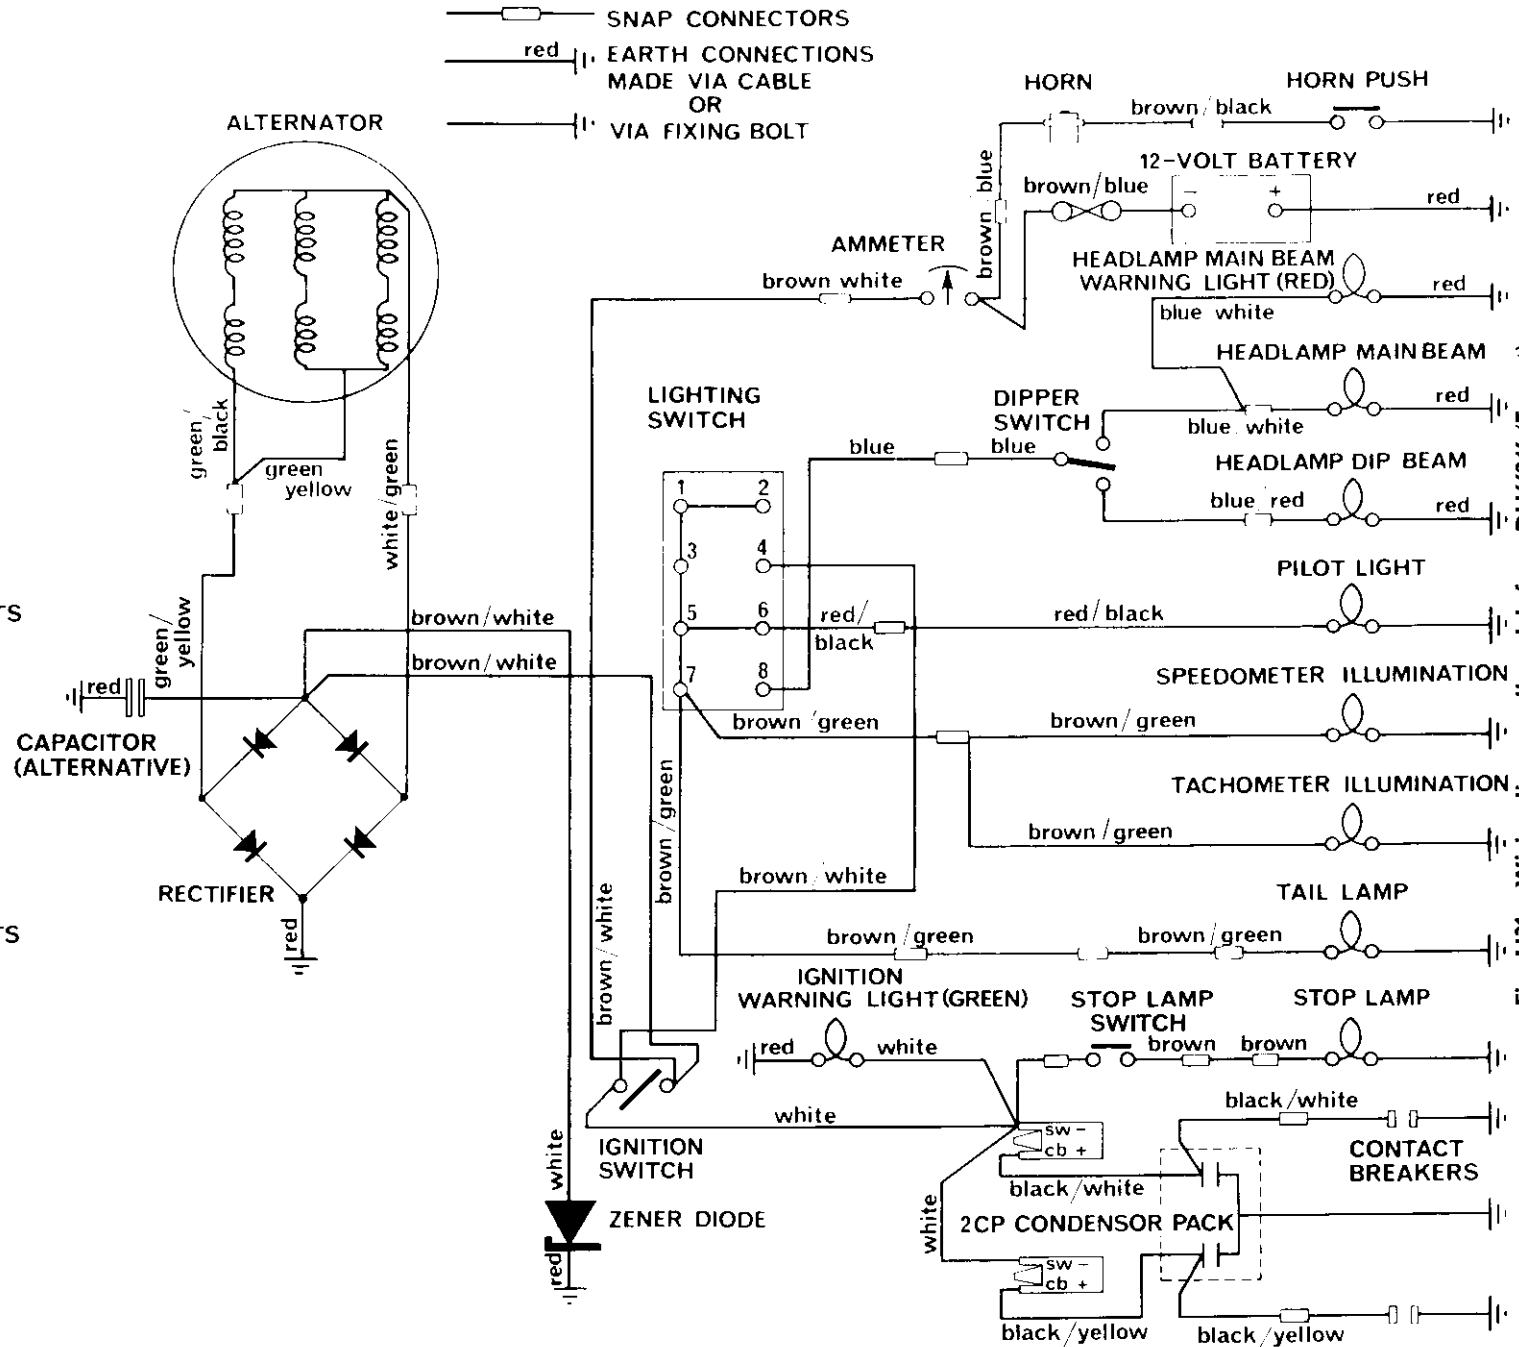 SNAP CONNECTORS
red
EARTH CONNECTIONS
MADE VIA CABLE
OR
VIA FIXING BOLT
HORN
HORN PUSH
brown/black
ALTERNATOR
12-VOLT BATTERY
brown blue
brown/blue
- +
red
AMMETER
HEADLAMP MAIN BEAM
WARNING LIGHT (RED)
brown white
red
blue white
HEADLAMP MAIN BEAM
LIGHTING
SWITCH
DIPPER
SWITCH
red
blue white
green/
black
blue
blue
HEADLAMP DIP BEAM
green
yellow
white/green
1 2
blue red
red
3 4
PILOT LIGHT
TS
green/
yellow
brown/white
5 6
red/
black
red/black
brown/white
7 8
SPEEDOMETER ILLUMINATION
red
brown/green
brown/green
CAPACITOR
(ALTERNATIVE)
TACHOMETER ILLUMINATION
brown/green
brown/green
brown/white
RECTIFIER
TAIL LAMP
red
TS
brown/white
brown/green
brown/green
IGNITION
WARNING LIGHT (GREEN)
STOP LAMP
SWITCH
STOP LAMP
red
white
brown
brown
black/white
white
IGNITION
SWITCH
sw -
cb +
CONTACT
BREAKERS
white
black/white
ZENER DIODE
white
2CP CONDENSOR PACK
red
sw -
cb +
black/yellow
black/yellow